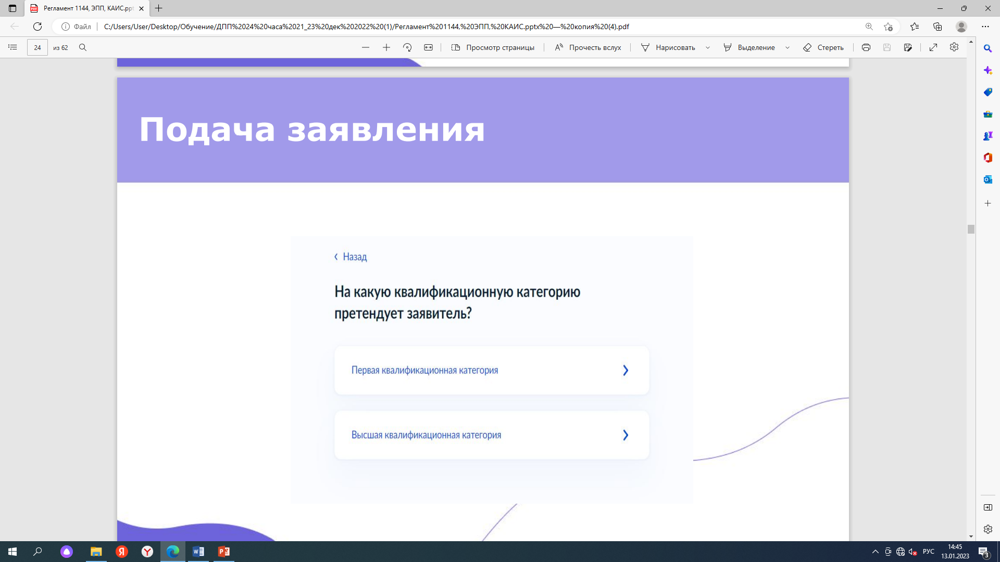 Регламент 1144, ЭПП, КАИС.ppt
Файл
C:/Users/User/Desktop/Обучение/ДПП%2024%20часа%2021_23%20дек%202022%20(1)/Регламент%201144,%20ЭПП,%20КАИС.pptx%20—%20копия%20(4).pdf
24 из 62
Просмотр страницы
Прочесть вслух
Нарисовать
Выделение
Стереть
Подача заявления
Назад
На какую квалификационную категорию
претендует заявитель?
Первая квалификационная категория
Высшая квалификационная категория
РУС
14:45
13.01.2023
3